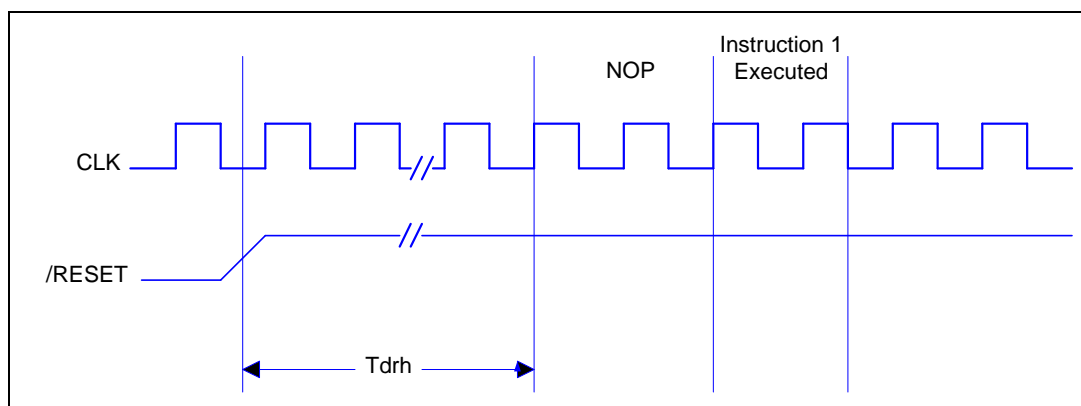 Instruction 1
Executed
NOP
CLK
/RESET
Tdrh